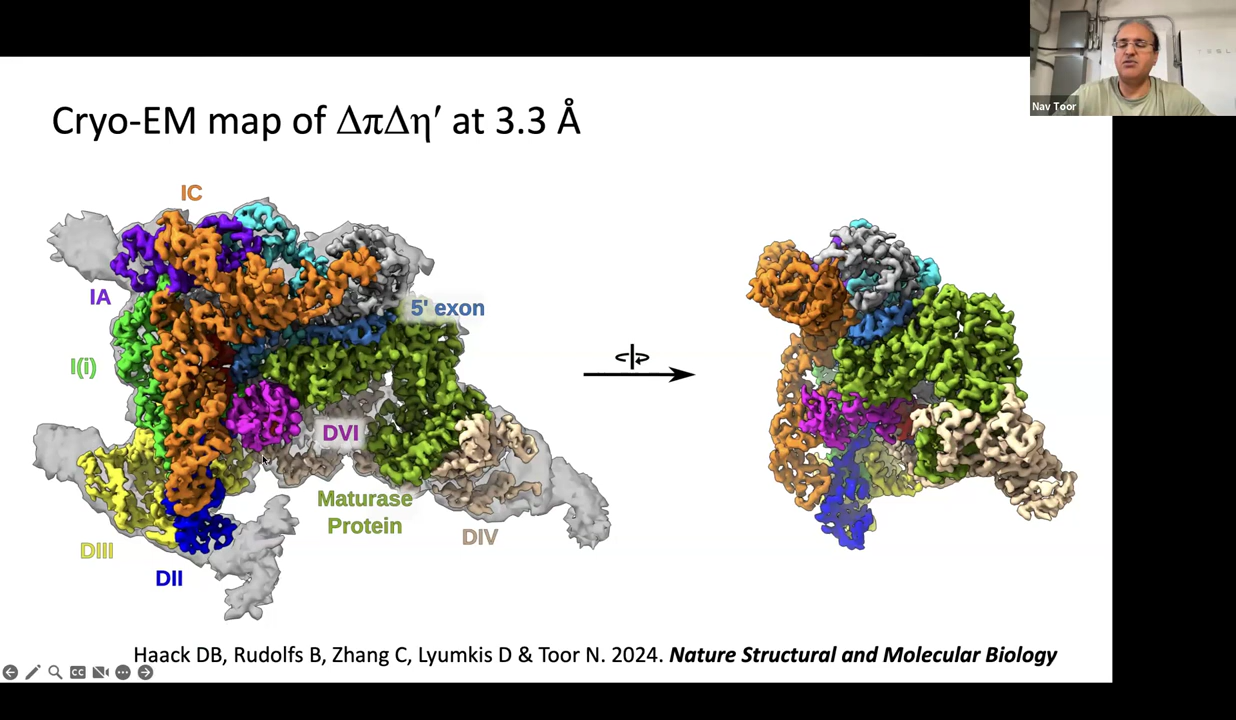 Nav Toor
Cryo-EM map of ΔπΔη′ at 3.3 Å
IC
IA
5' exon
I(i)
DVI
Maturase
Protein
DIV
DIII
DII
Haack DB, Rudolfs B, Zhang C, Lyumkis D & Toor N. 2024. Nature Structural and Molecular Biology
CC